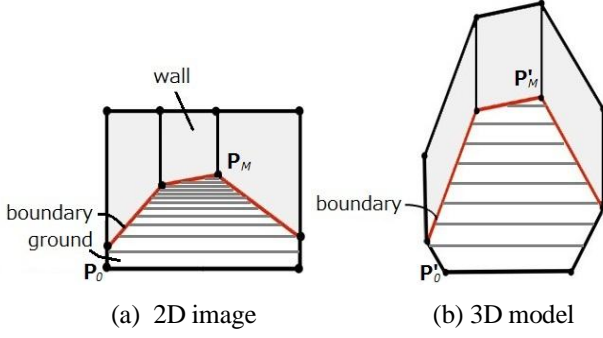 wall
P_M
boundary
ground
P_0
(a) 2D image
P'_M
boundary
P'_0
(b) 3D model